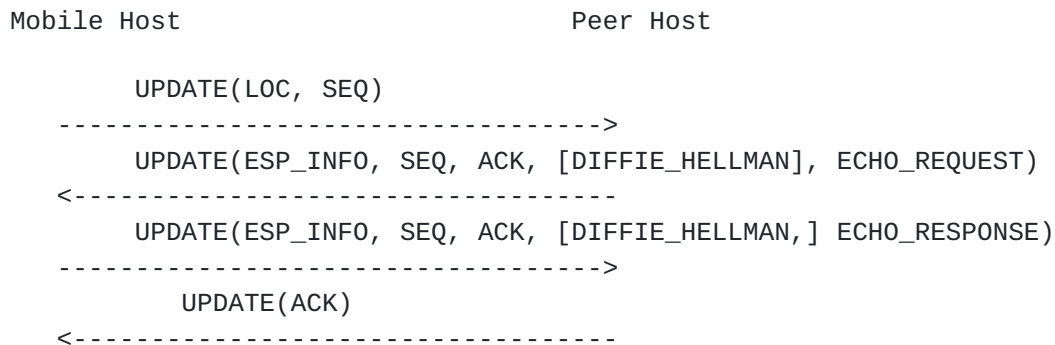 Mobile Host Peer Host
UPDATE(LOC, SEQ)
----------------------------------->
UPDATE(ESP_INFO, SEQ, ACK, [DIFFIE_HELLMAN], ECHO_REQUEST)
<-----------------------------------
UPDATE(ESP_INFO, SEQ, ACK, [DIFFIE_HELLMAN,] ECHO_RESPONSE)
----------------------------------->
UPDATE(ACK)
<-----------------------------------